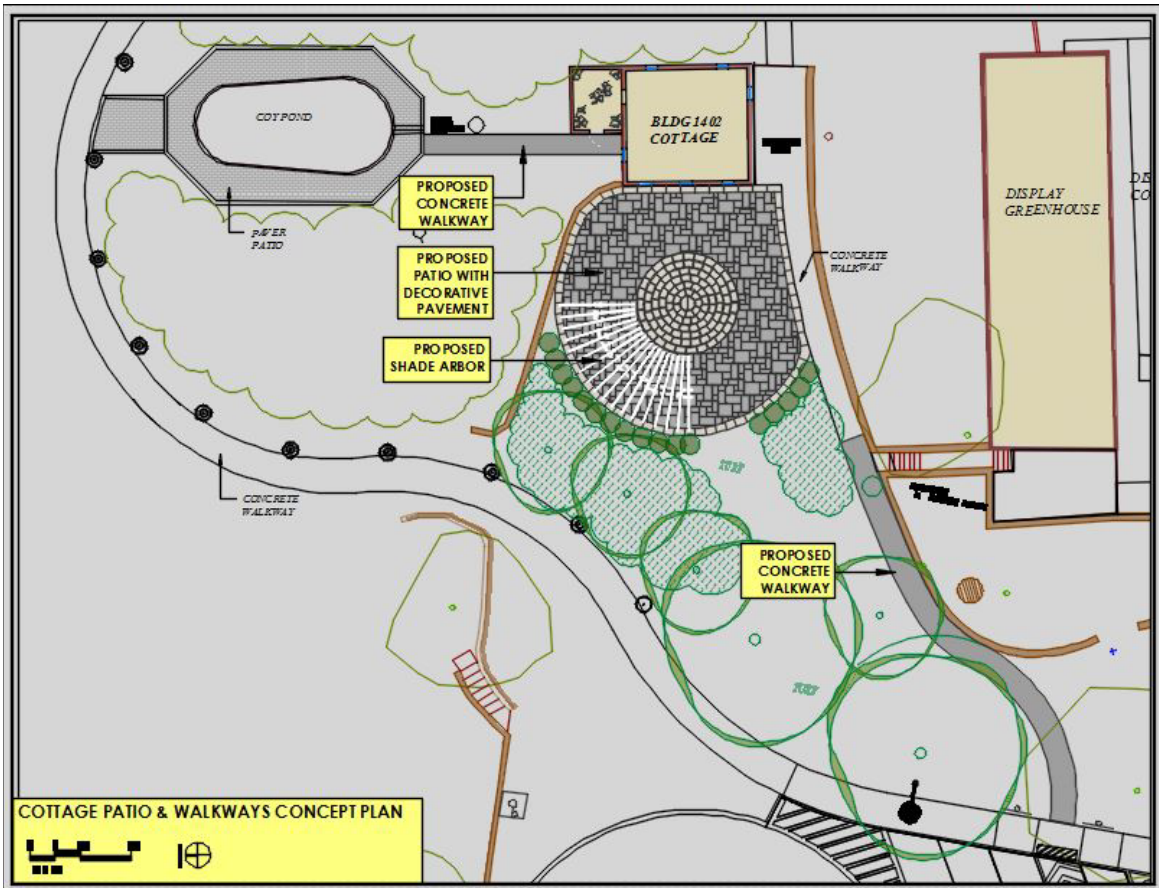 COY POND
BLDG 1402
COTTAGE
PROPOSED
CONCRETE
WALKWAY
DISPLAY
GREENHOUSE
PAVER
PATIO
PROPOSED
PATIO WITH
DECORATIVE
PAVEMENT
CONCRETE
WALKWAY
PROPOSED
SHADE ARBOR
TURF
CONCRETE
WALKWAY
PROPOSED
CONCRETE
WALKWAY
TURF
COTTAGE PATIO & WALKWAYS CONCEPT PLAN